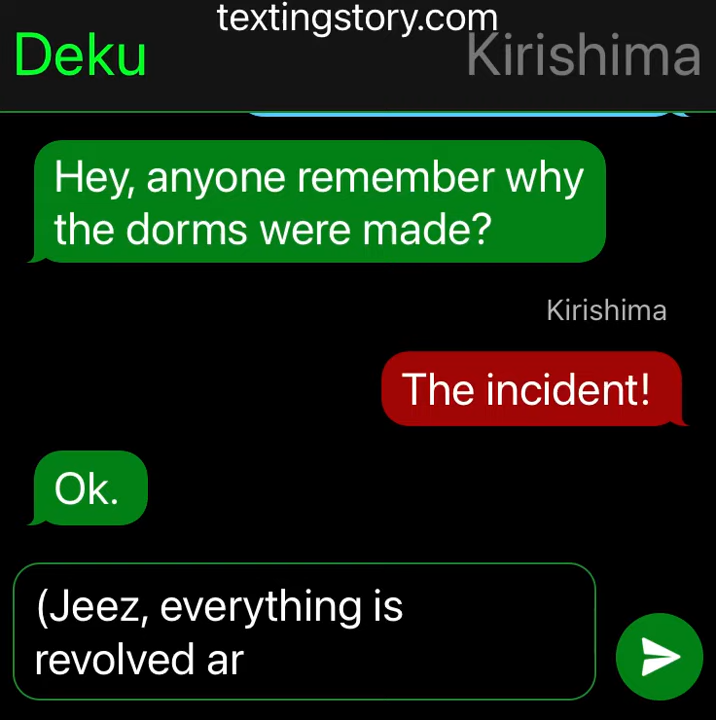 textingstory.com
Deku
Kirishima
Hey, anyone remember why
the dorms were made?
Kirishima
The incident!
Ok.
(Jeez, everything is
revolved ar